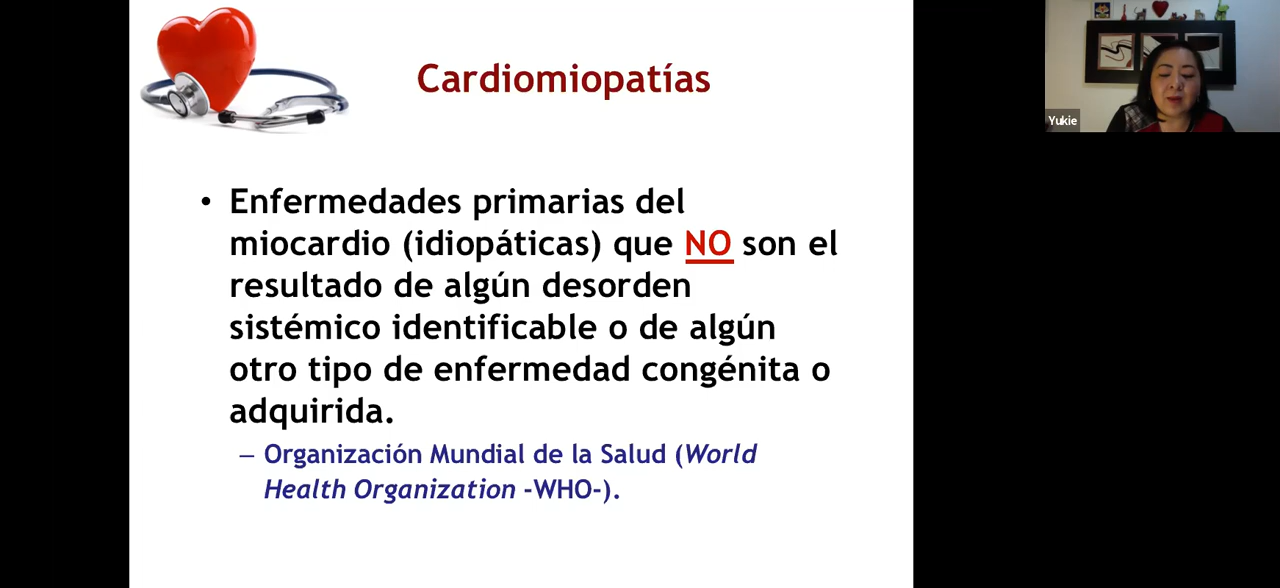 Cardiomiopatías
Yukie
• Enfermedades primarias del
miocardio (idiopáticas) que NO son el
resultado de algún desorden
sistémico identificable o de algún
otro tipo de enfermedad congénita o
adquirida.
– Organización Mundial de la Salud (World
Health Organization -WHO-).